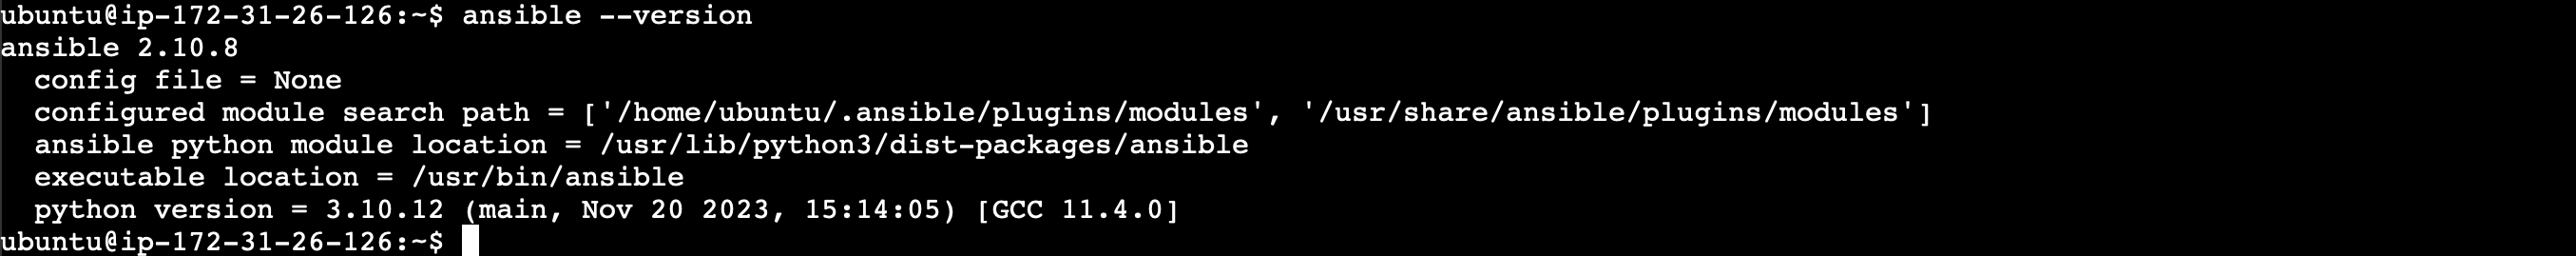 ubuntu@ip-172-31-26-126:~$ ansible --version
ansible 2.10.8
  config file = None
  configured module search path = ['/home/ubuntu/.ansible/plugins/modules', '/usr/share/ansible/plugins/modules']
  ansible python module location = /usr/lib/python3/dist-packages/ansible
  executable location = /usr/bin/ansible
  python version = 3.10.12 (main, Nov 20 2023, 15:14:05) [GCC 11.4.0]
ubuntu@ip-172-31-26-126:~$